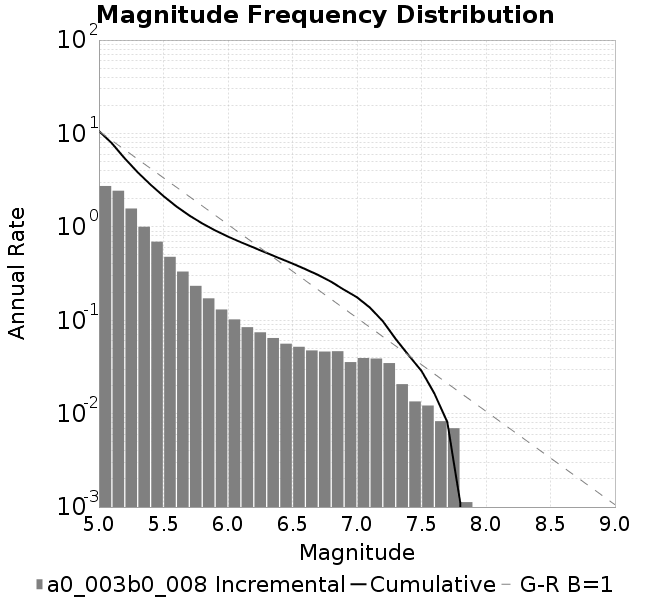 Magnitude Frequency Distribution
10^2
10^1
10^0
10^-1
10^-2
10^-3
Annual Rate
5.0 5.5 6.0 6.5 7.0 7.5 8.0 8.5 9.0
Magnitude
a0_003b0_008 Incremental Cumulative G-R B=1